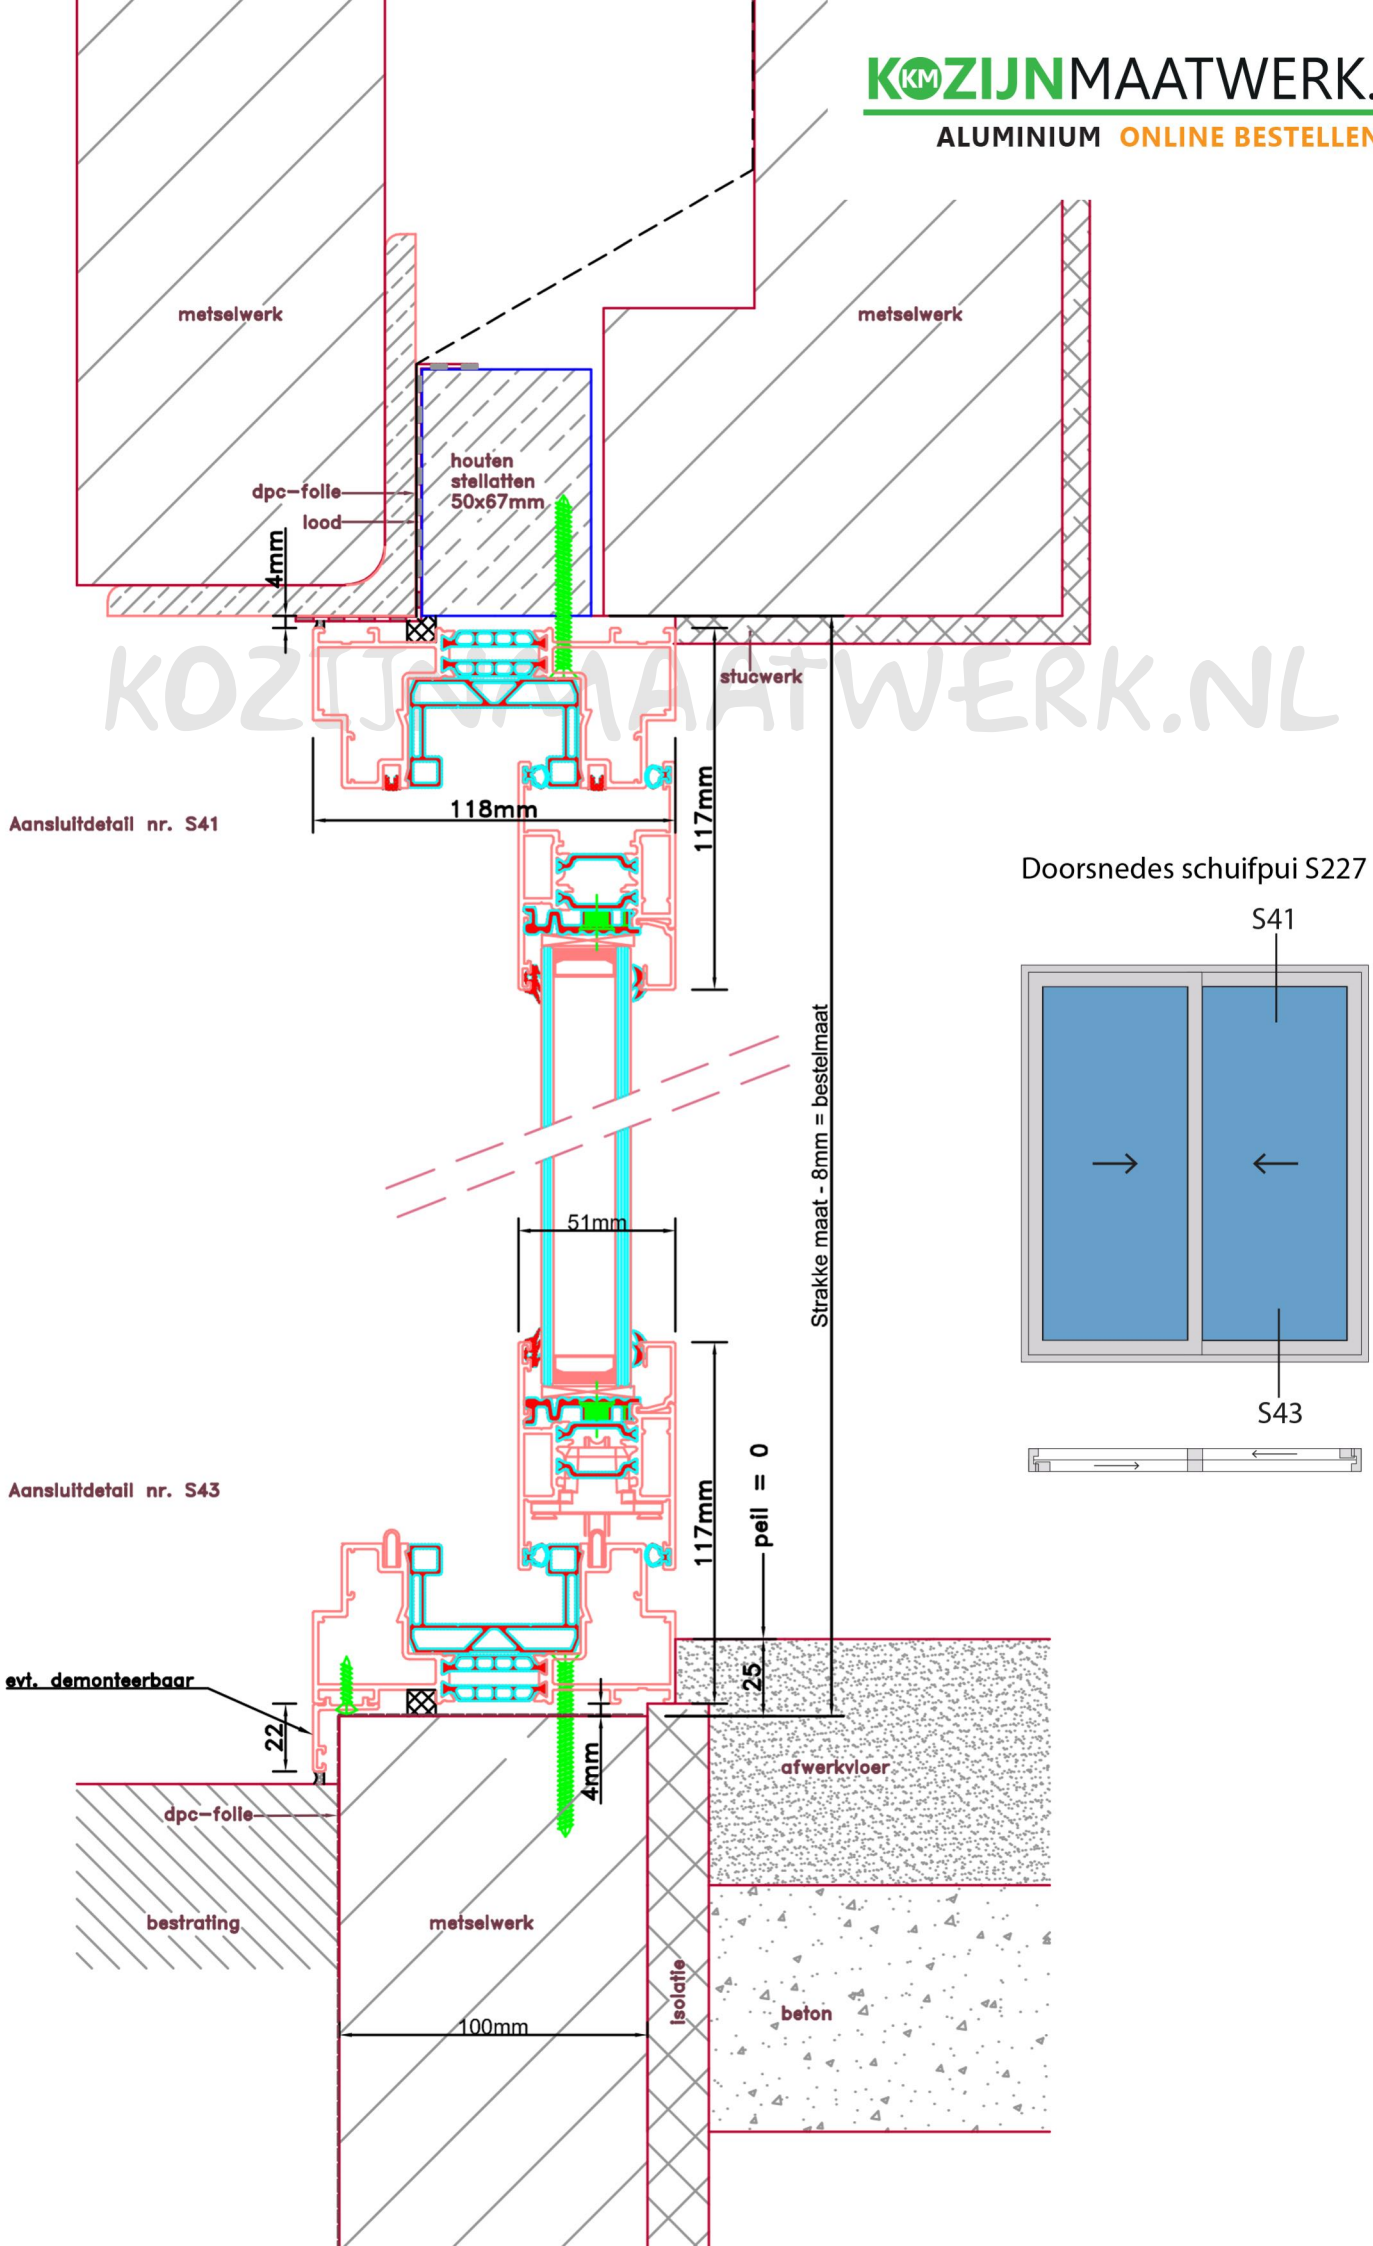 KOZIJNMAATWERK.
KM
ALUMINIUM ONLINE BESTELLEN
metselwerk
metselwerk
houten
stellatten
50x67mm
dpc-folie
lood
4mm
KOZIJNMAATWERK.NL
stucwerk
118mm
117mm
Aansluitdetail nr. S41
Doorsnedes schuifpui S227
S41
Strakke maat - 8mm = bestelmaat
51mm
S43
Aansluitdetail nr. S43
117mm
peil = 0
25
evt. demonteerbaar
22
4mm
afwerkvloer
dpc-folie
bestrating
metselwerk
isolatie
beton
100mm